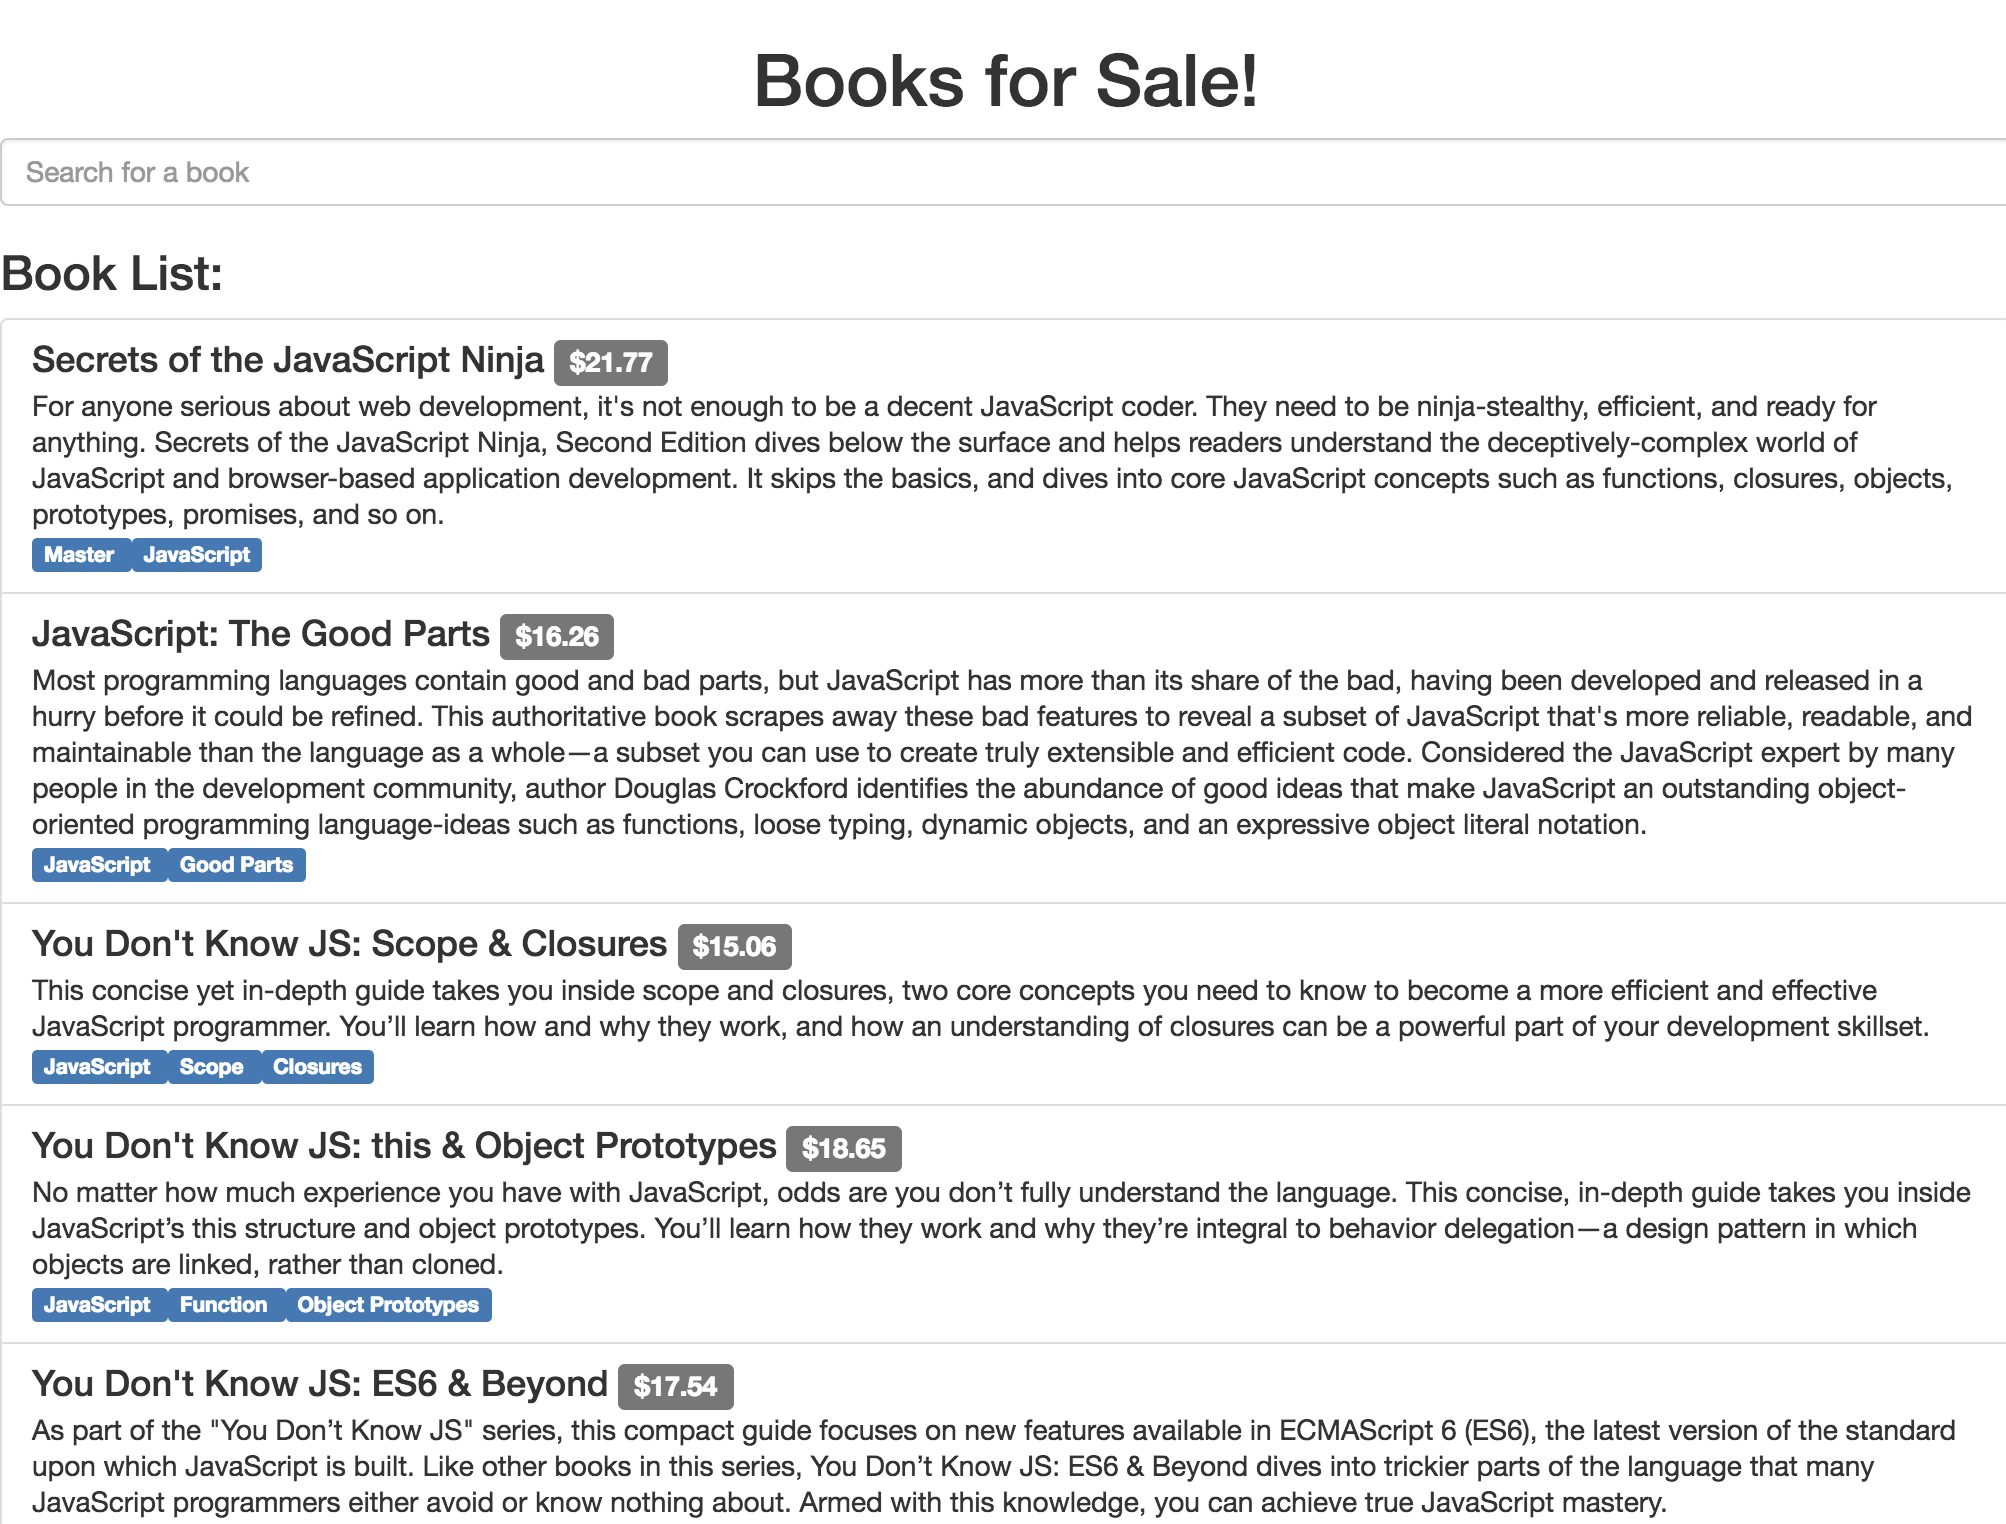 Books for Sale!
Search for a book
Book List:
Secrets of the JavaScript Ninja $21.77
For anyone serious about web development, it's not enough to be a decent JavaScript coder. They need to be ninja-stealthy, efficient, and ready for
anything. Secrets of the JavaScript Ninja, Second Edition dives below the surface and helps readers understand the deceptively-complex world of
JavaScript and browser-based application development. It skips the basics, and dives into core JavaScript concepts such as functions, closures, objects,
prototypes, promises, and so on.
Master JavaScript
JavaScript: The Good Parts $16.26
Most programming languages contain good and bad parts, but JavaScript has more than its share of the bad, having been developed and released in a
hurry before it could be refined. This authoritative book scrapes away these bad features to reveal a subset of JavaScript that's more reliable, readable, and
maintainable than the language as a whole—a subset you can use to create truly extensible and efficient code. Considered the JavaScript expert by many
people in the development community, author Douglas Crockford identifies the abundance of good ideas that make JavaScript an outstanding object-
oriented programming language-ideas such as functions, loose typing, dynamic objects, and an expressive object literal notation.
JavaScript Good Parts
You Don't Know JS: Scope & Closures $15.06
This concise yet in-depth guide takes you inside scope and closures, two core concepts you need to know to become a more efficient and effective
JavaScript programmer. You’ll learn how and why they work, and how an understanding of closures can be a powerful part of your development skillset.
JavaScript Scope Closures
You Don't Know JS: this & Object Prototypes $18.65
No matter how much experience you have with JavaScript, odds are you don’t fully understand the language. This concise, in-depth guide takes you inside
JavaScript’s this structure and object prototypes. You’ll learn how they work and why they’re integral to behavior delegation—a design pattern in which
objects are linked, rather than cloned.
JavaScript Function Object Prototypes
You Don't Know JS: ES6 & Beyond $17.54
As part of the "You Don’t Know JS" series, this compact guide focuses on new features available in ECMAScript 6 (ES6), the latest version of the standard
upon which JavaScript is built. Like other books in this series, You Don’t Know JS: ES6 & Beyond dives into trickier parts of the language that many
JavaScript programmers either avoid or know nothing about. Armed with this knowledge, you can achieve true JavaScript mastery.